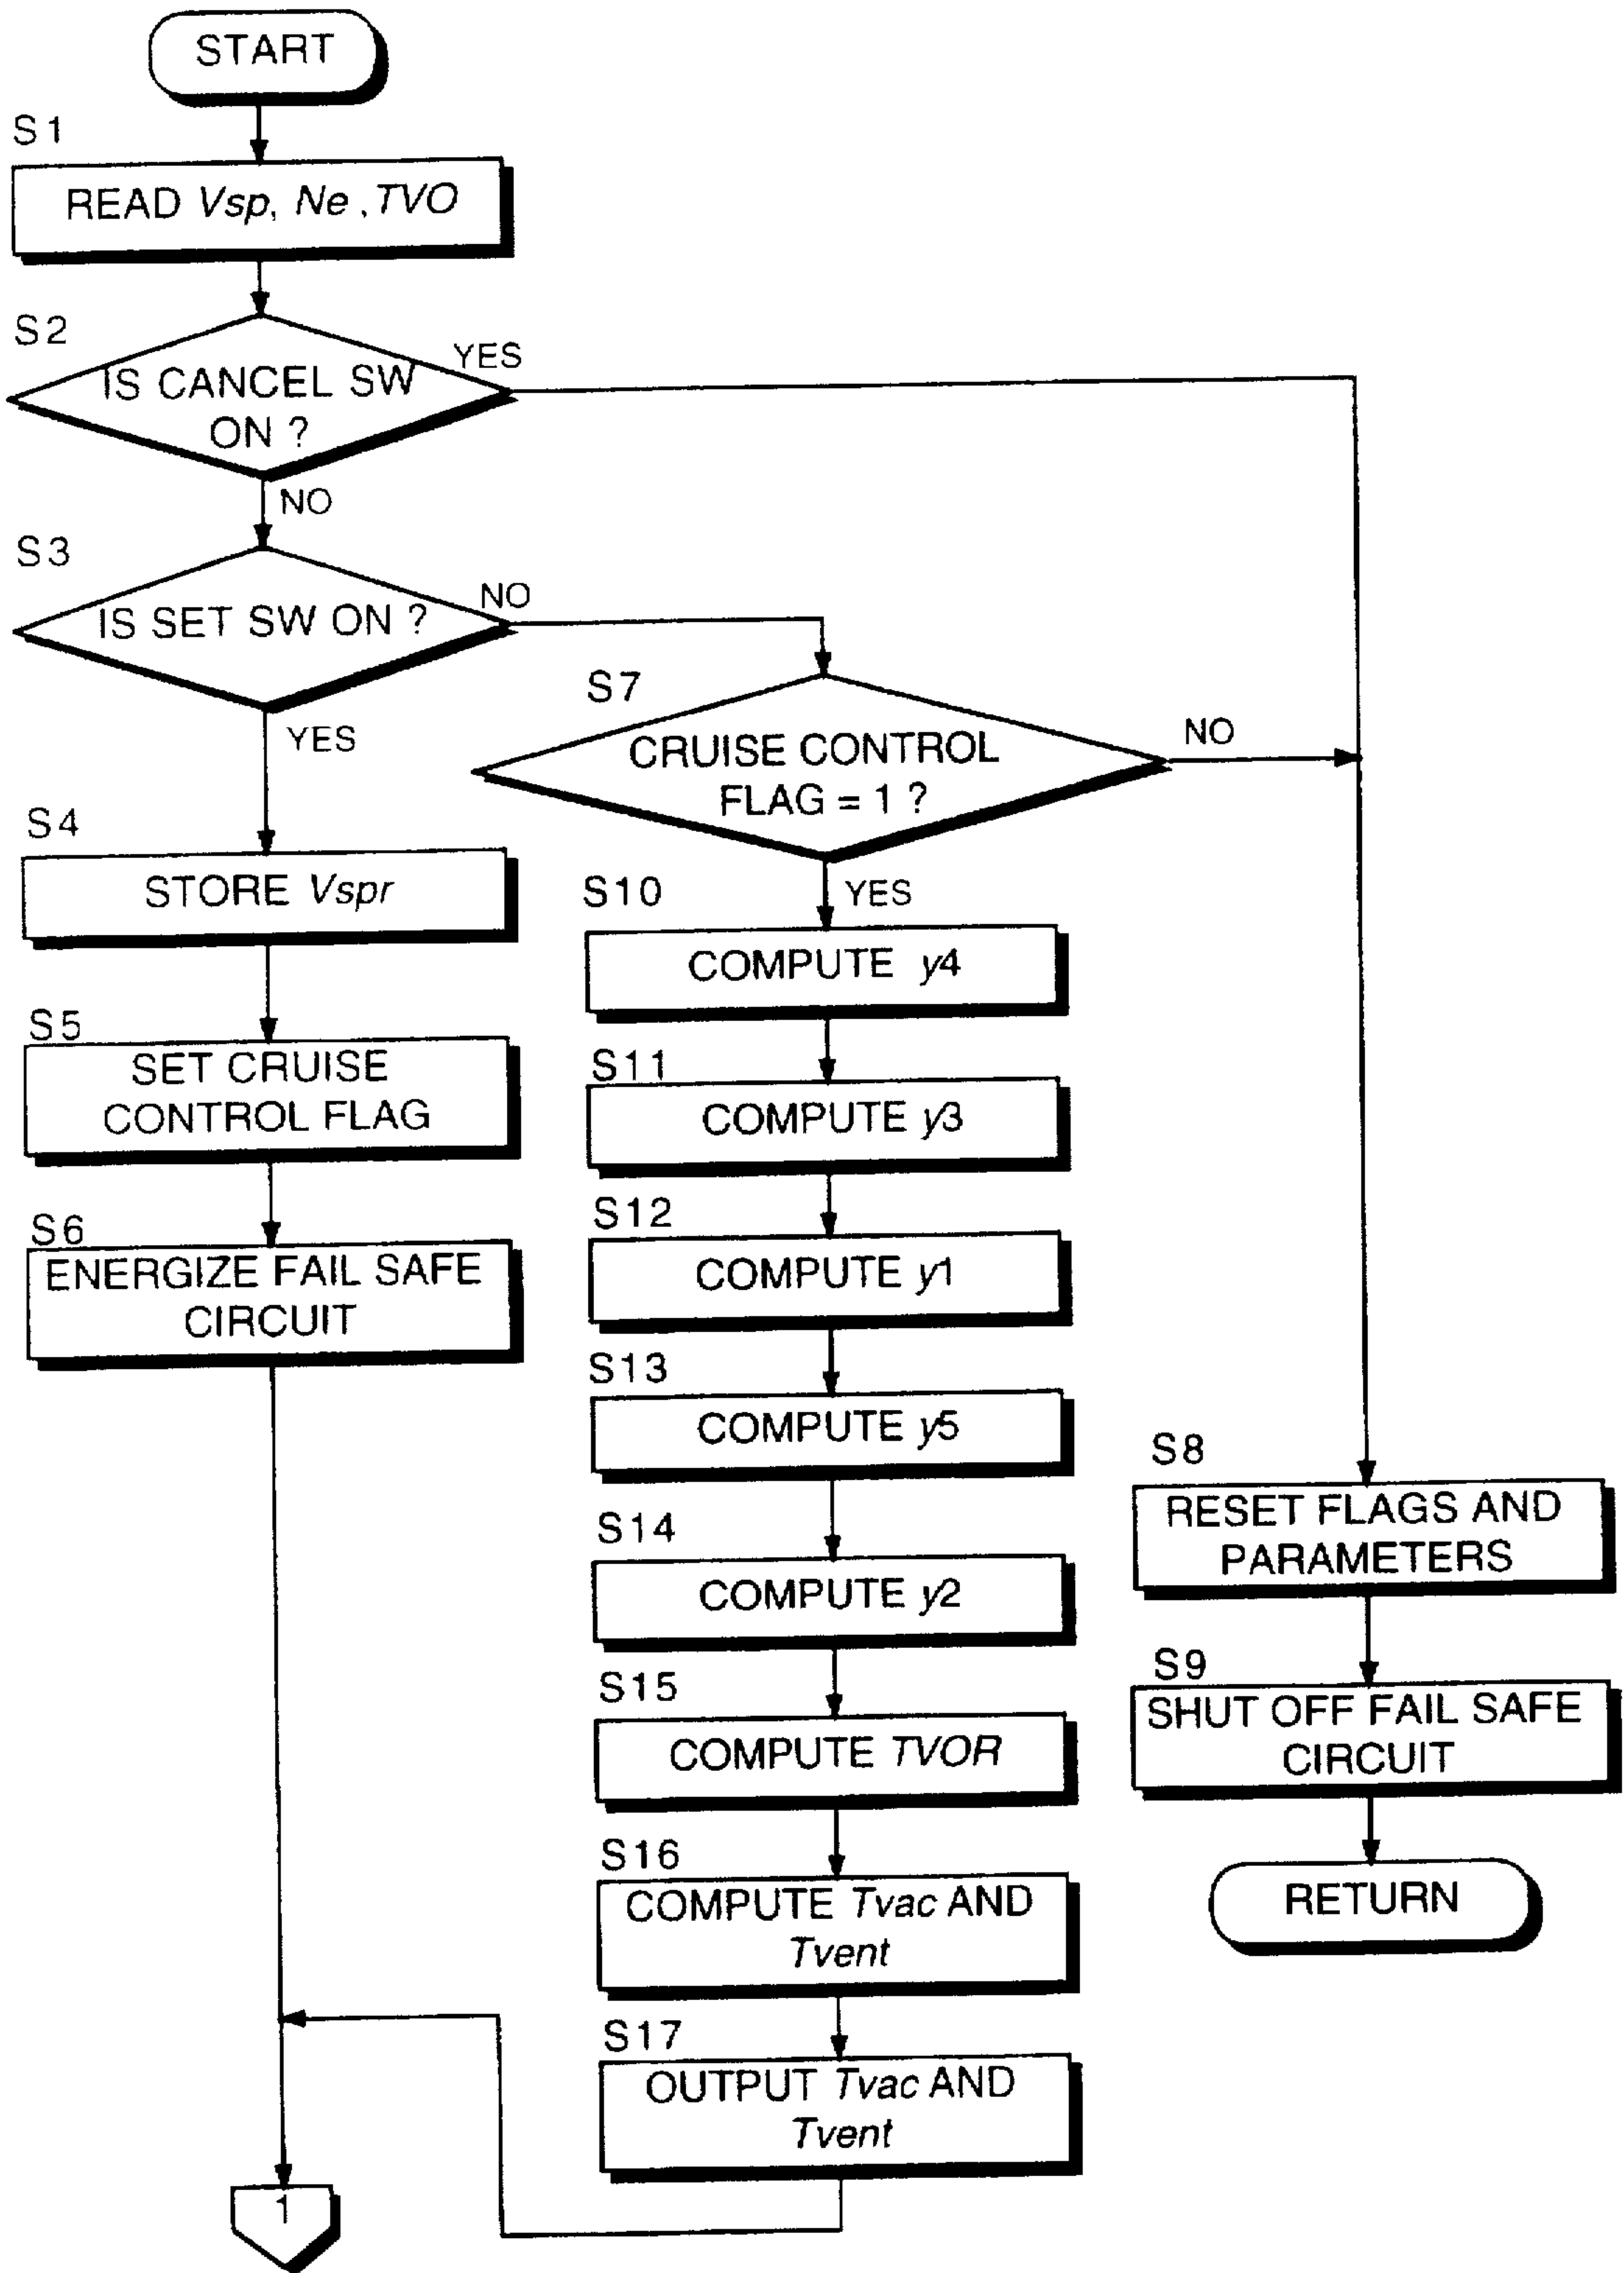 START
S1
READ Vsp, Ne ,TVO
S2
IS CANCEL SW
ON ?
YES
NO
S3
IS SET SW ON ?
NO
YES
S7
CRUISE CONTROL
FLAG = 1 ?
NO
YES
S4
STORE Vspr
S5
SET CRUISE
CONTROL FLAG
S6
ENERGIZE FAIL SAFE
CIRCUIT
S10
COMPUTE y4
S11
COMPUTE y3
S12
COMPUTE y1
S13
COMPUTE y5
S14
COMPUTE y2
S15
COMPUTE TVOR
S16
COMPUTE Tvac AND
Tvent
S17
OUTPUT Tvac AND
Tvent
S8
RESET FLAGS AND
PARAMETERS
S9
SHUT OFF FAIL SAFE
CIRCUIT
RETURN
1